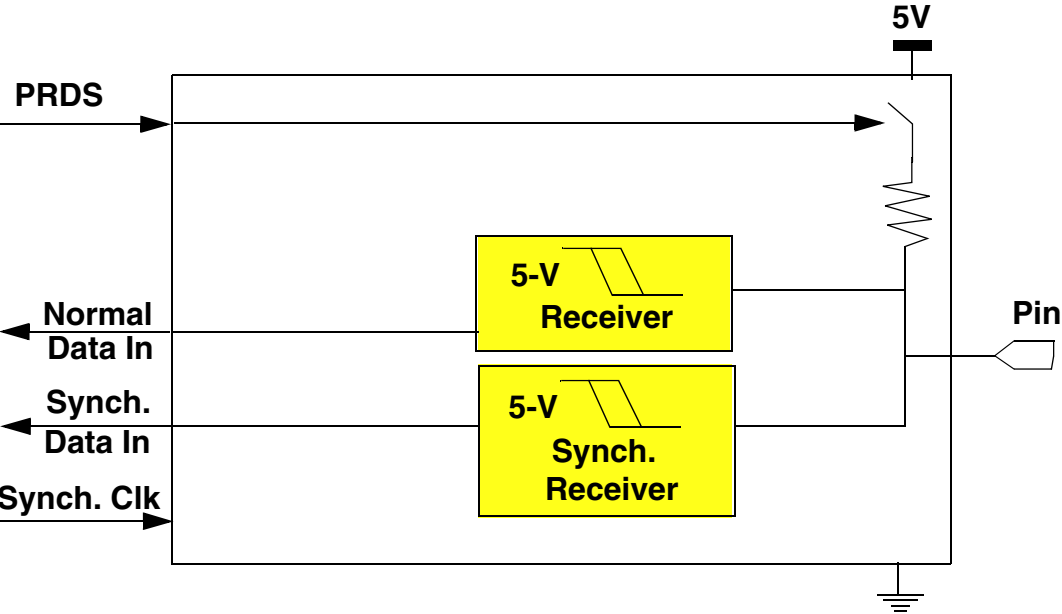 5V
PRDS
5-V
Receiver
Normal
Data In
Pin
Synch.
Data In
5-V
Synch.
Receiver
Synch. Clk